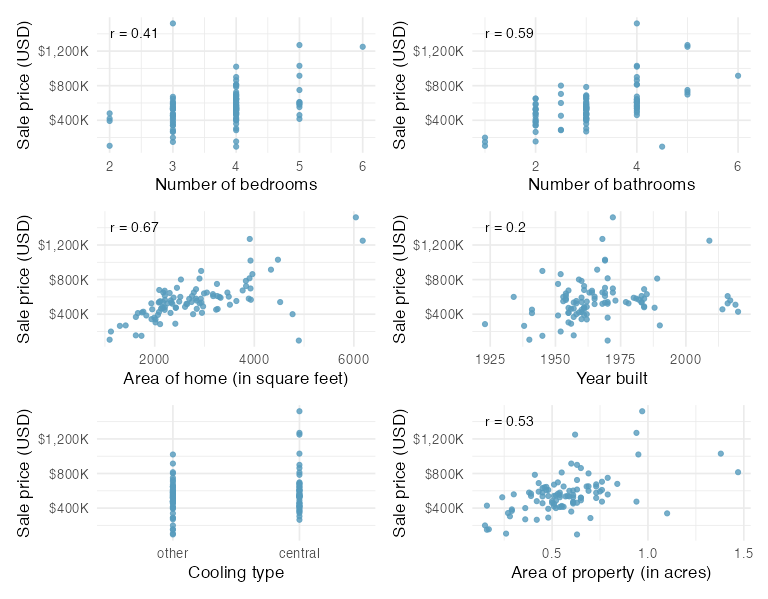 Sale price (USD)
$1,200K
$800K
$400K
r = 0.41
2 3 4 5 6
Number of bedrooms
Sale price (USD)
$1,200K
$800K
$400K
r = 0.59
2 4 6
Number of bathrooms
Sale price (USD)
$1,200K
$800K
$400K
r = 0.67
2000 4000 6000
Area of home (in square feet)
Sale price (USD)
$1,200K
$800K
$400K
r = 0.2
1925 1950 1975 2000
Year built
Sale price (USD)
$1,200K
$800K
$400K
other central
Cooling type
Sale price (USD)
$1,200K
$800K
$400K
r = 0.53
0.5 1.0 1.5
Area of property (in acres)